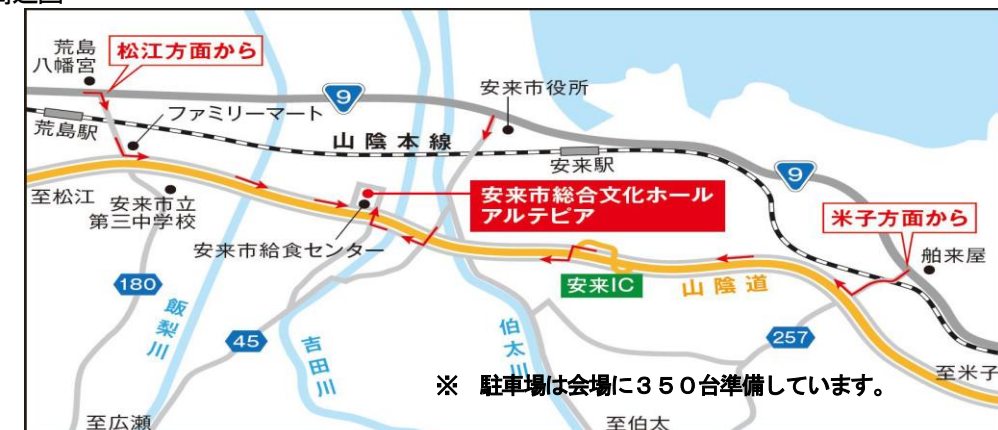 荒島
八幡宮
松江方面から
9
安来市役所
ファミリーマート
荒島駅
山陰本線
安来駅
9
至松江
安来市立
第三中学校
安来市総合文化ホール
アルテピア
米子方面から
安来市給食センター
舶来屋
安来IC
山陰道
180
飯梨川
45
吉田川
伯太川
257
※ 駐車場は会場に350台準備しています。
至米子
至広瀬
至伯太